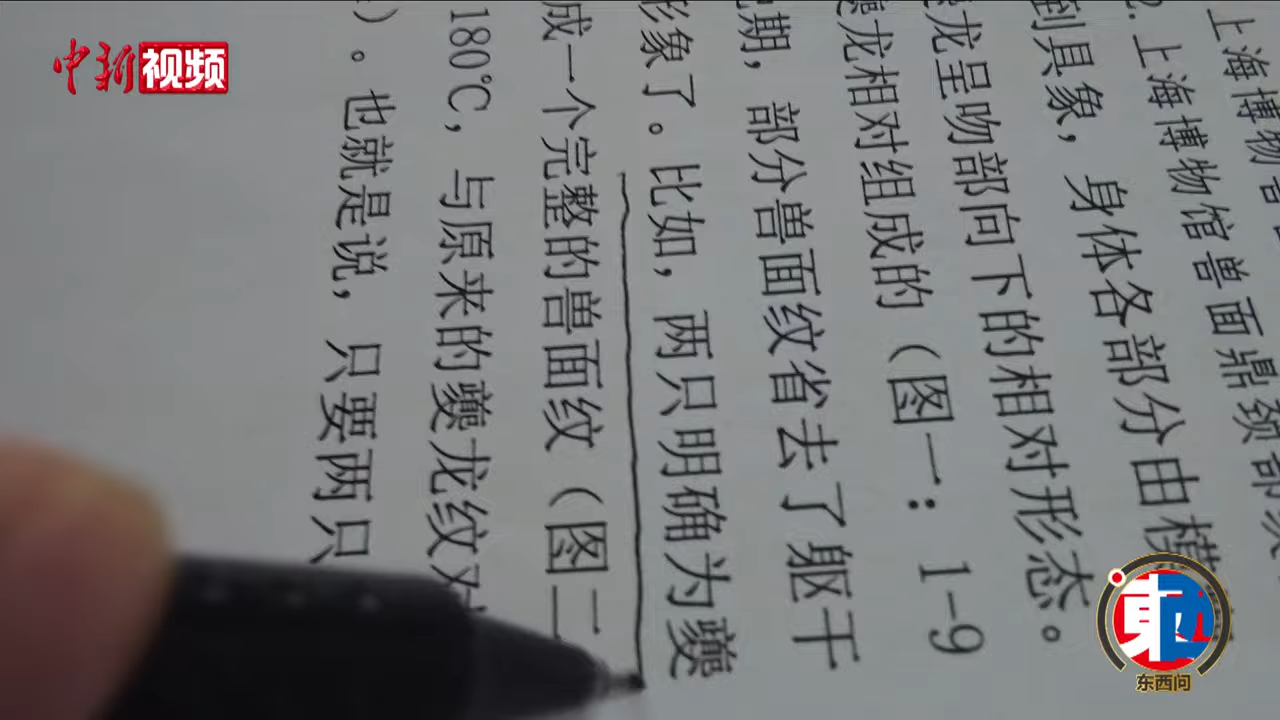 中新视频
上海博物
2. 上海博物馆兽面鼎颈部
到具象，身体各部分由模
龙呈吻部向下的相对形态。
龙相对组成的（图一：1-9
期，部分兽面纹省去了躯干
形象了。比如，两只明确为夔
成一个完整的兽面纹（图二
180℃，与原来的夔龙纹对
）。也就是说，只要两只
东西问